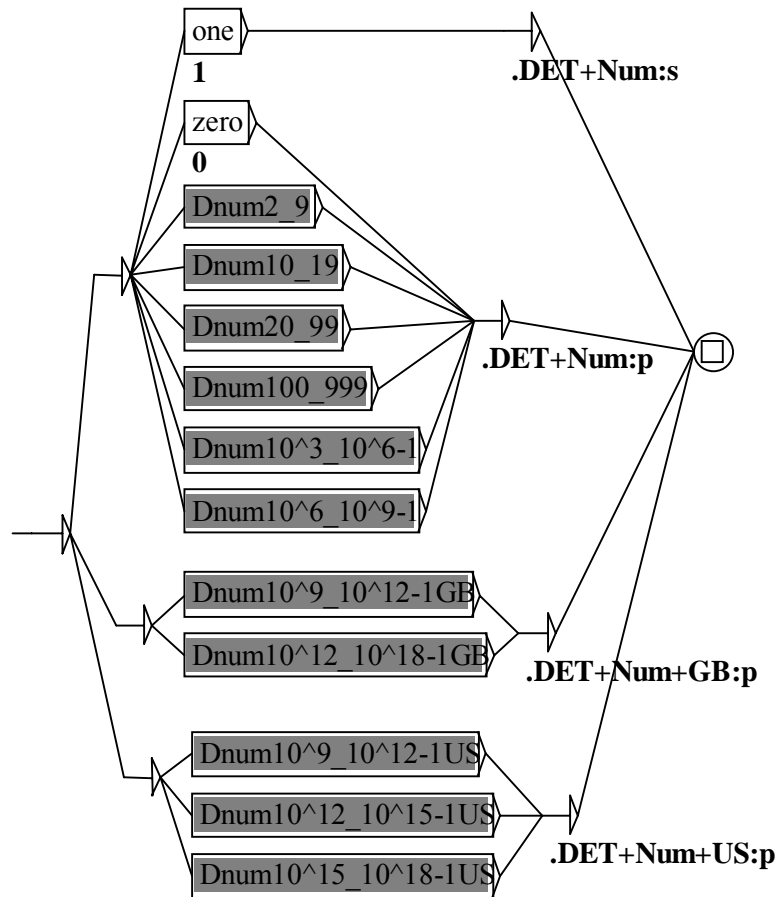 one
1
.DET+Num:s
zero
0
Dnum2_9
Dnum10_19
Dnum20_99
.DET+Num:p
Dnum100_999
Dnum10^3_10^6-1
Dnum10^6_10^9-1
Dnum10^9_10^12-1GB
Dnum10^12_10^18-1GB
.DET+Num+GB:p
Dnum10^9_10^12-1US
Dnum10^12_10^15-1US
.DET+Num+US:p
Dnum10^15_10^18-1US